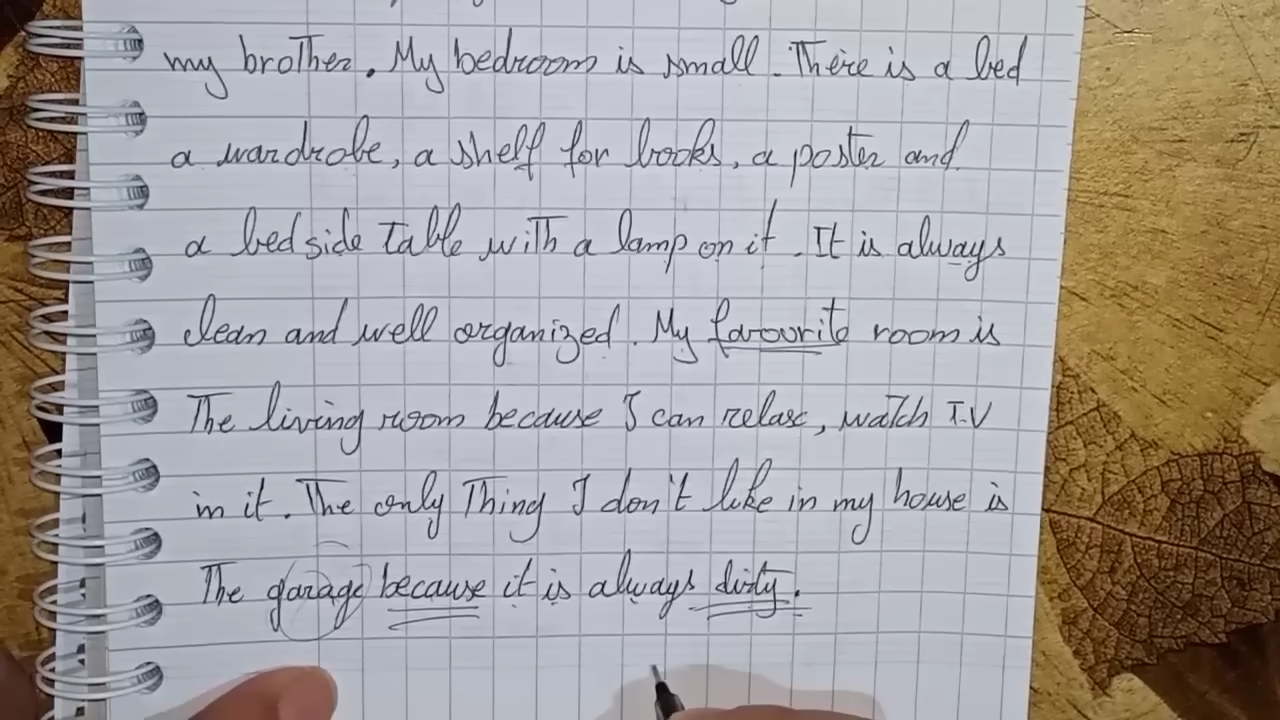 my brother. My bedroom is small. There is a bed
a wardrobe, a shelf for books, a poster and
a bed side table with a lamp on it. It is always
clean and well organized. My favourite room is
The living room because I can relax, watch T.V
in it. The only Thing I don't like in my house is
The garage because it is always dirty.